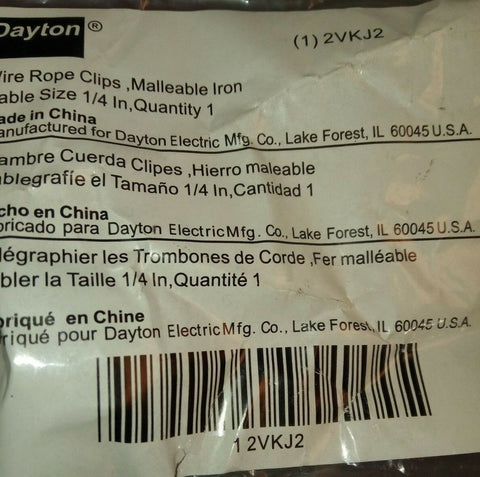 Dayton®
(1) 2VKJ2
Wire Rope Clips ,Malleable Iron
able Size 1/4 In,Quantity 1
ade in China
anufactured for Dayton Electric Mfg. Co., Lake Forest, IL 60045 U.S.A.
ambre Cuerda Clipes ,Hierro maleable
ablegrafíe el Tamaño 1/4 In,Cantidad 1
cho en China
bricado para Dayton Electric Mfg. Co., Lake Forest, IL 60045 U.S.A.
légraphier les Trombones de Corde ,Fer malléable
bler la Taille 1/4 In,Quantité 1
briqué en Chine
riqué pour Dayton Electric Mfg. Co., Lake Forest, IL 60045 U.S.A.
1 2VKJ2